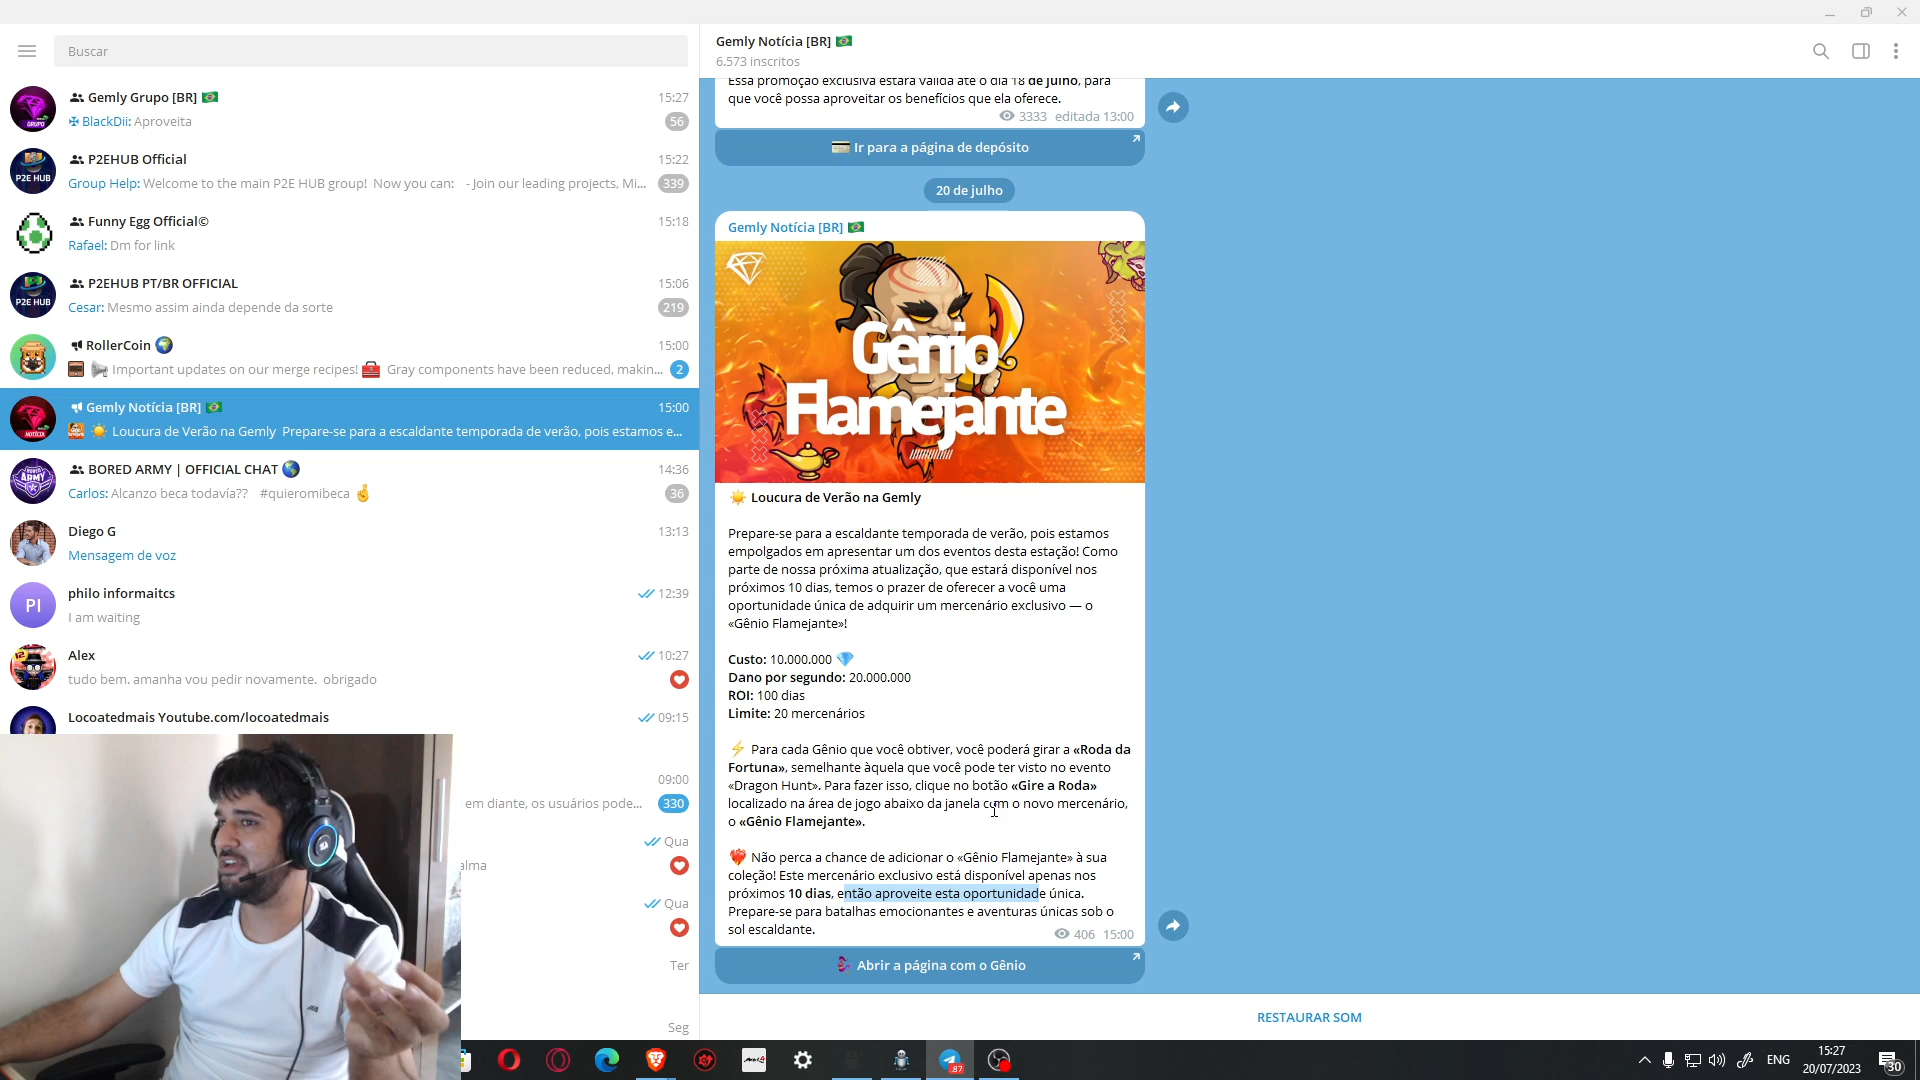 Buscar
Gemly Grupo [BR] 15:27
✠ BlackDii: Aproveita 56
P2EHUB Official 15:22
Group Help: Welcome to the main P2E HUB group! Now you can: - Join our leading projects, Mi... 339
Funny Egg Official© 15:18
Rafael: Dm for link
P2EHUB PT/BR OFFICIAL 15:06
Cesar: Mesmo assim ainda depende da sorte 219
RollerCoin 15:00
Important updates on our merge recipes! Gray components have been reduced, makin... 2
Gemly Notícia [BR] 15:00
Loucura de Verão na Gemly Prepare-se para a escaldante temporada de verão, pois estamos e...
BORED ARMY | OFFICIAL CHAT 14:36
Carlos: Alcanzo beca todavía?? #quieromibeca 36
Diego G 13:13
Mensagem de voz
philo informaitcs 12:39
I am waiting
Alex 10:27
tudo bem. amanha vou pedir novamente. obrigado
Locoatedmais Youtube.com/locoatedmais 09:15
09:00
em diante, os usuários pode... 330
Qua
alma
Qua
Ter
Seg
GRUPO
P2E HUB
P2E HUB
NOTÍCIA
ARMY
PI
Gemly Notícia [BR]
6.573 inscritos
Essa promoção exclusiva estará válida até o dia 18 de julho, para
que você possa aproveitar os benefícios que ela oferece.
3333 editada 13:00
Ir para a página de depósito
20 de julho
Gemly Notícia [BR]
Gênio
Flamejante
Loucura de Verão na Gemly
Prepare-se para a escaldante temporada de verão, pois estamos
empolgados em apresentar um dos eventos desta estação! Como
parte de nossa próxima atualização, que estará disponível nos
próximos 10 dias, temos o prazer de oferecer a você uma
oportunidade única de adquirir um mercenário exclusivo — o
«Gênio Flamejante»!
Custo: 10.000.000
Dano por segundo: 20.000.000
ROI: 100 dias
Limite: 20 mercenários
Para cada Gênio que você obtiver, você poderá girar a «Roda da
Fortuna», semelhante àquela que você pode ter visto no evento
«Dragon Hunt». Para fazer isso, clique no botão «Gire a Roda»
localizado na área de jogo abaixo da janela com o novo mercenário,
o «Gênio Flamejante».
Não perca a chance de adicionar o «Gênio Flamejante» à sua
coleção! Este mercenário exclusivo está disponível apenas nos
próximos 10 dias, então aproveite esta oportunidade única.
Prepare-se para batalhas emocionantes e aventuras únicas sob o
sol escaldante.
406 15:00
Abrir a página com o Gênio
RESTAURAR SOM
87
ENG
15:27
20/07/2023
30